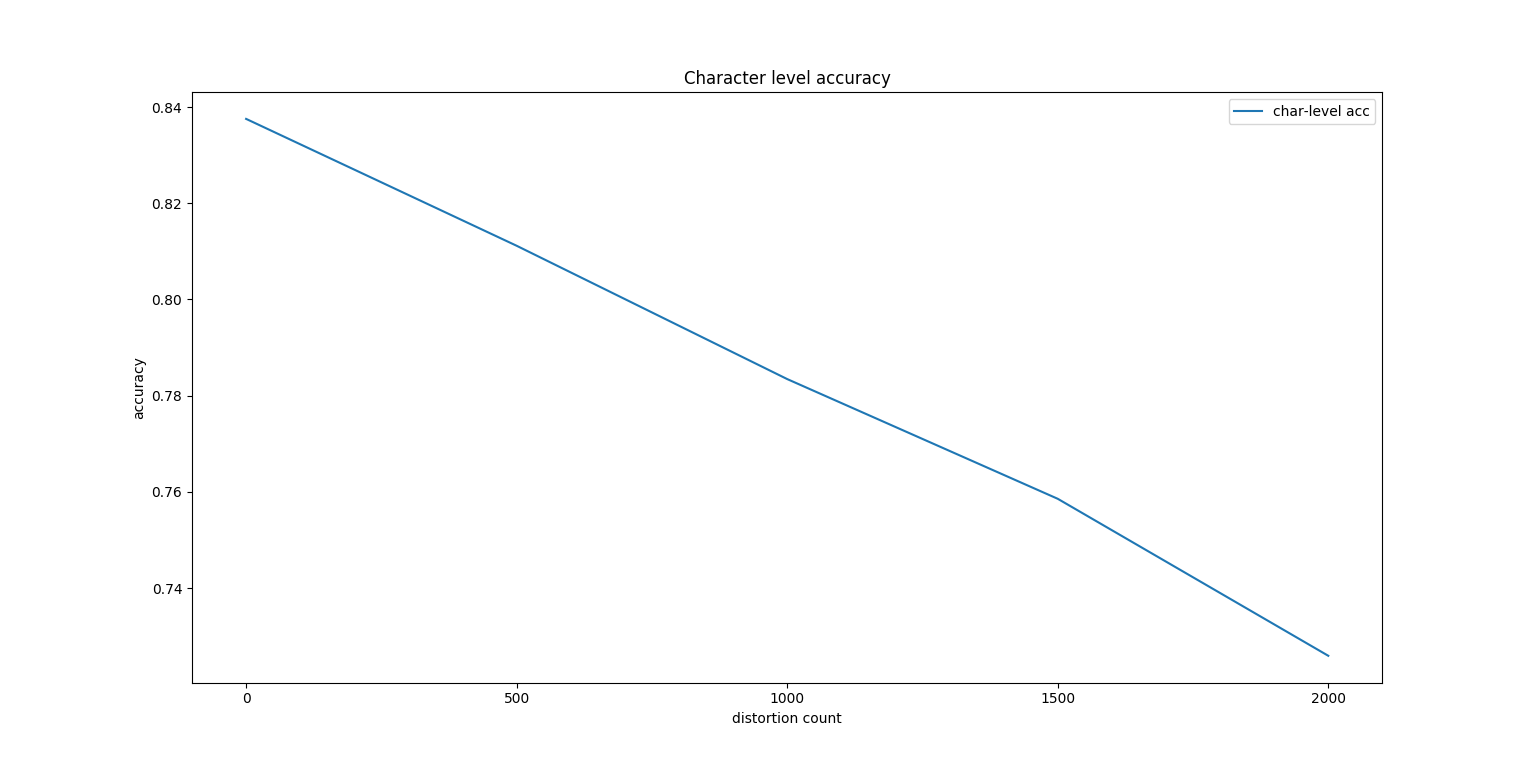 Character level accuracy
char-level acc
0.84
0.82
0.80
0.78
0.76
0.74
accuracy
0 500 1000 1500 2000
distortion count